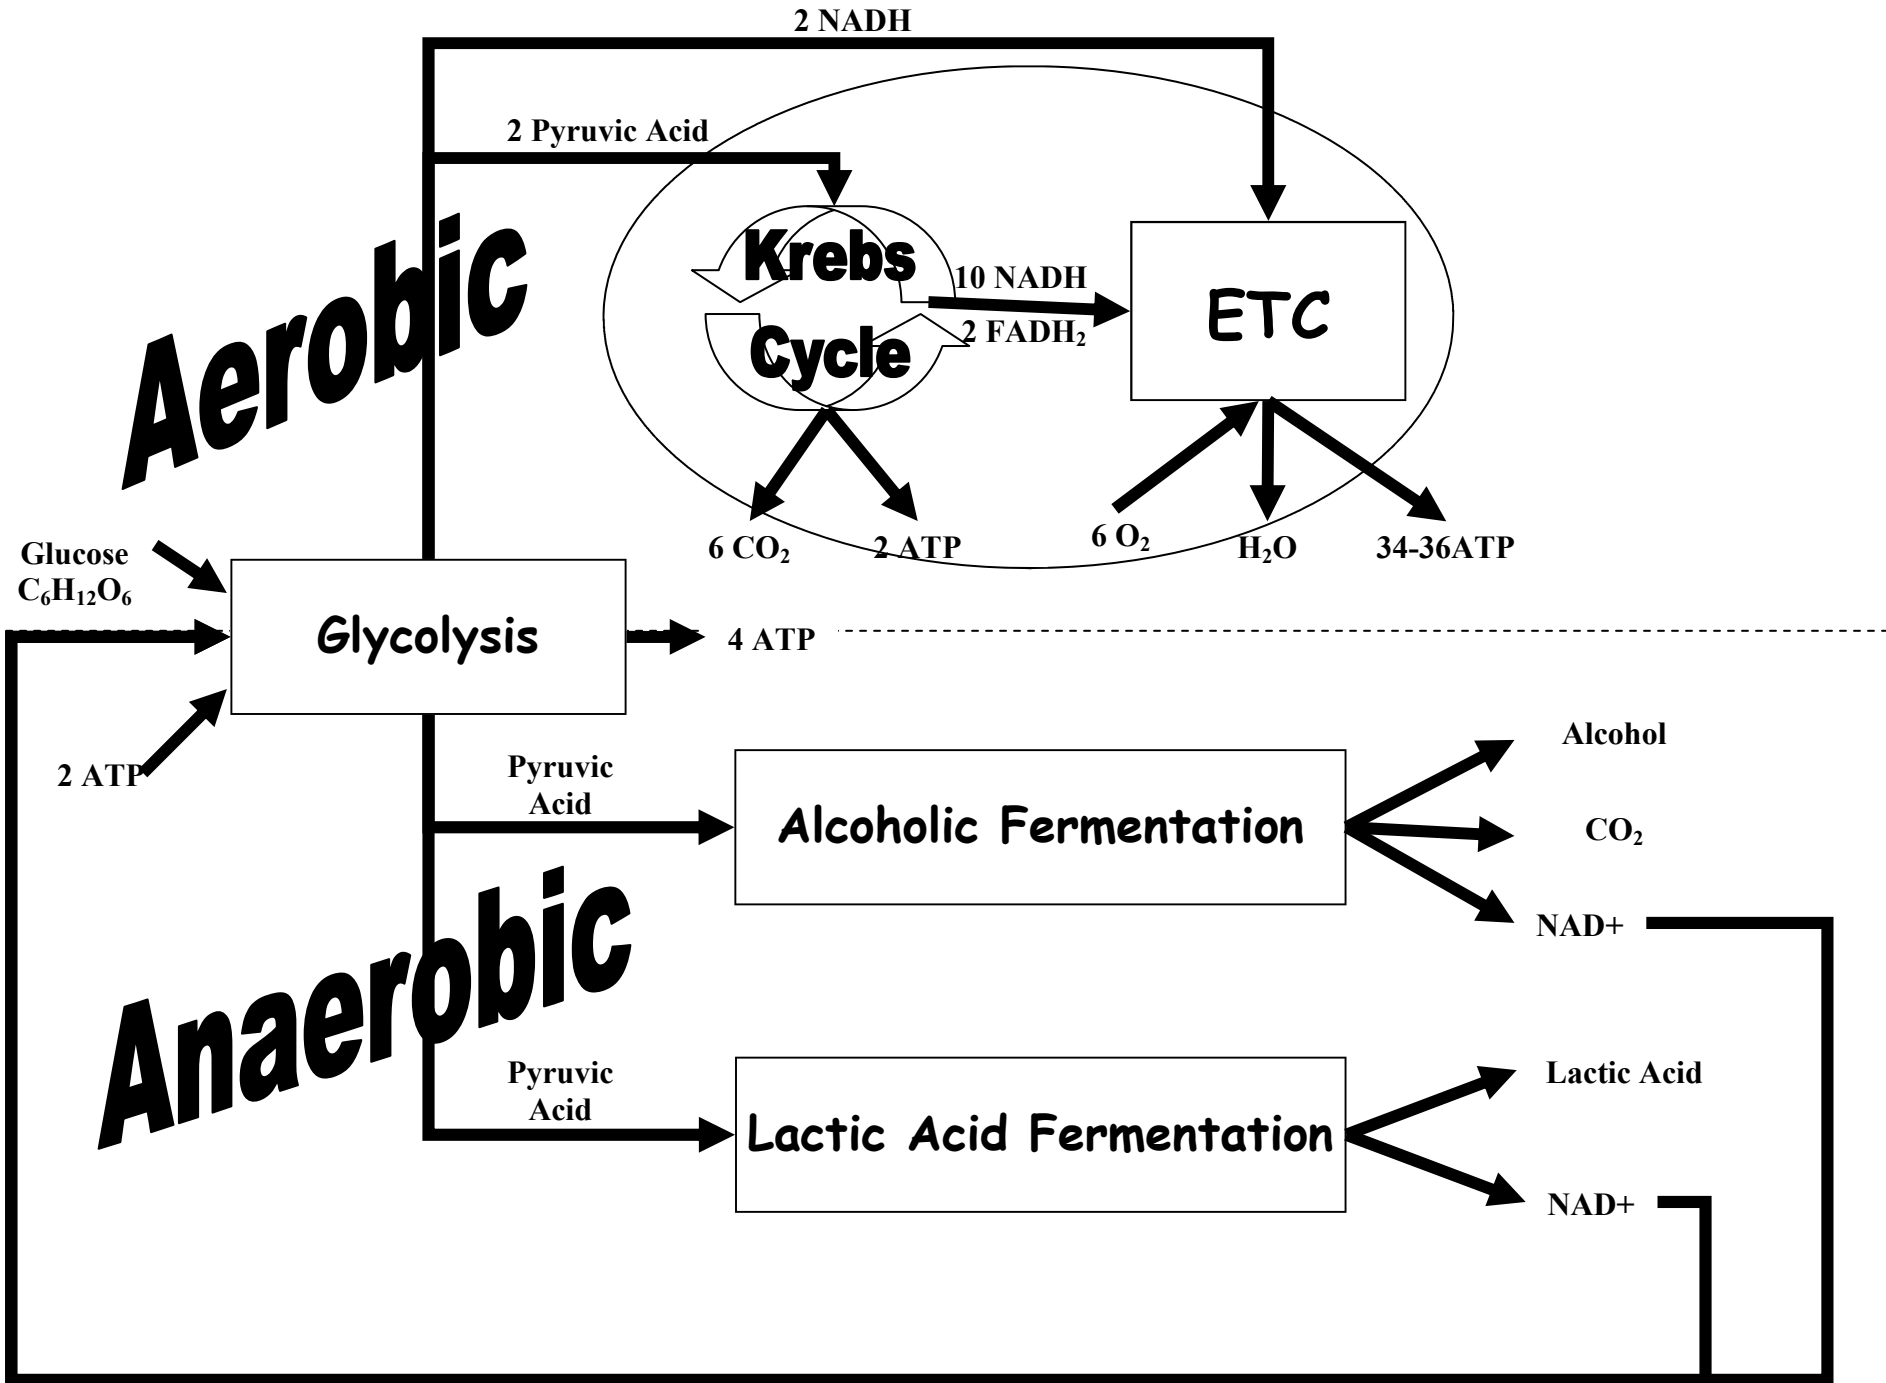 2 NADH
2 Pyruvic Acid
Aerobic
Krebs
Cycle
10 NADH
2 FADH₂
ETC
6 CO₂
2 ATP
6 O₂
H₂O
34-36ATP
Glucose
C₆H₁₂O₆
Glycolysis
4 ATP
2 ATP
Pyruvic
Acid
Alcoholic Fermentation
Alcohol
CO₂
NAD+
Anaerobic
Pyruvic
Acid
Lactic Acid Fermentation
Lactic Acid
NAD+